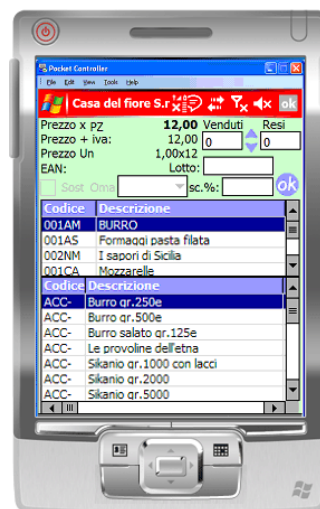 Pocket Controller
File Edit View Tools Help
Casa del fiore S.r ok
Prezzo x PZ 12,00 Venduti Resi
Prezzo + iva: 12,00 0 0
Prezzo Un 1,00x12
EAN: Lotto:
Sost Oma sc.%: ok
Codice Descrizione
001AM BURRO
001AS Formaggi pasta filata
002NM I sapori di Sicilia
001CA Mozzarelle
Codice Descrizione
ACC- Burro gr.250e
ACC- Burro gr.500e
ACC- Burro salato gr.125e
ACC- Le provoline dell'etna
ACC- Sikanio gr.1000 con lacci
ACC- Sikanio gr.2000
ACC- Sikanio gr.5000